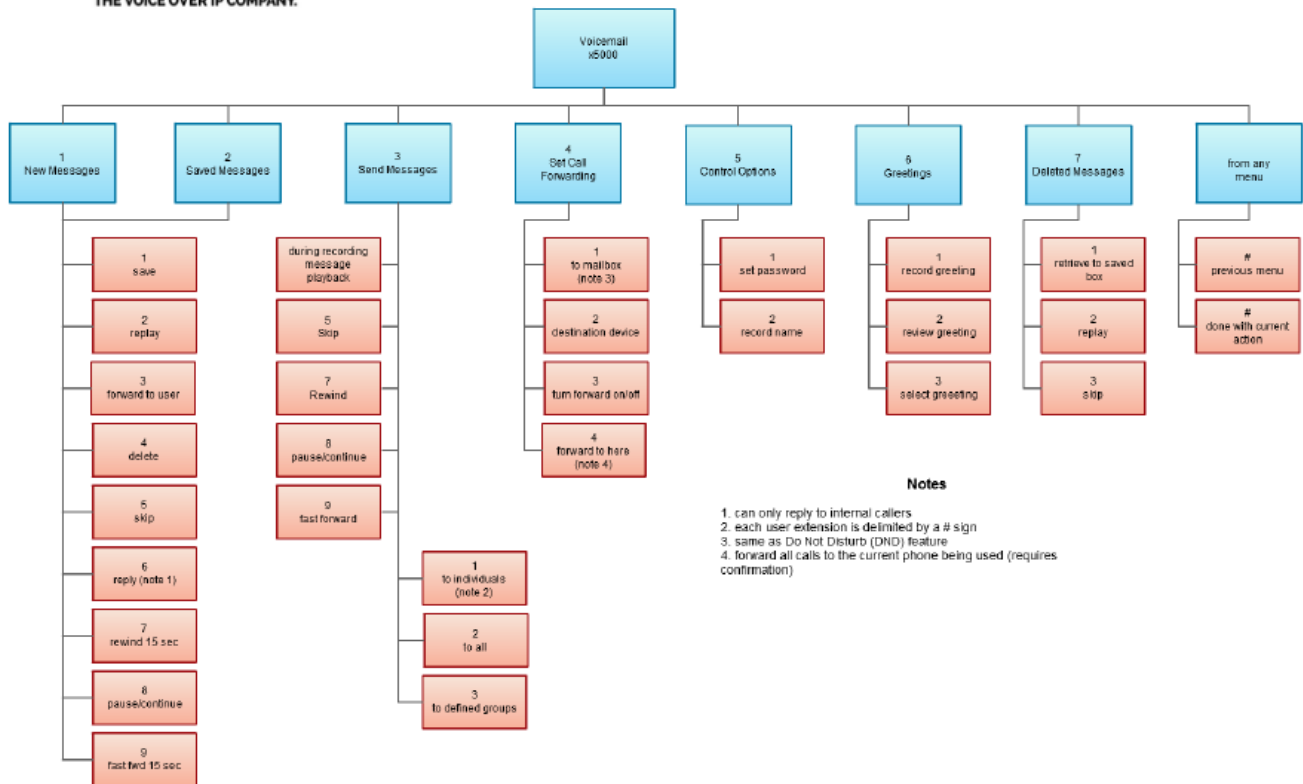 THE VOICE OVER IP COMPANY.
Voicemail
x5000
1
New Messages
2
Saved Messages
3
Send Messages
4
Set Call
Forwarding
5
Control Options
6
Greetings
7
Deleted Messages
from any
menu
1
save
2
replay
3
forward to user
4
delete
5
skip
6
reply (note 1)
7
rewind 15 sec
8
pause/continue
9
fast fwd 15 sec
during recording
message
playback
5
Skip
7
Rewind
8
pause/continue
9
fast forward
1
to individuals
(note 2)
2
to all
3
to defined groups
1
to mailbox
(note 3)
2
destination device
3
turn forward on/off
4
forward to here
(note 4)
1
set password
2
record name
1
record greeting
2
review greeting
3
select greeeting
1
retrieve to saved
box
2
replay
3
skip
#
previous menu
#
done with current
action
Notes
1. can only reply to internal callers
2. each user extension is delimited by a # sign
3. same as Do Not Disturb (DND) feature
4. forward all calls to the current phone being used (requires
confirmation)